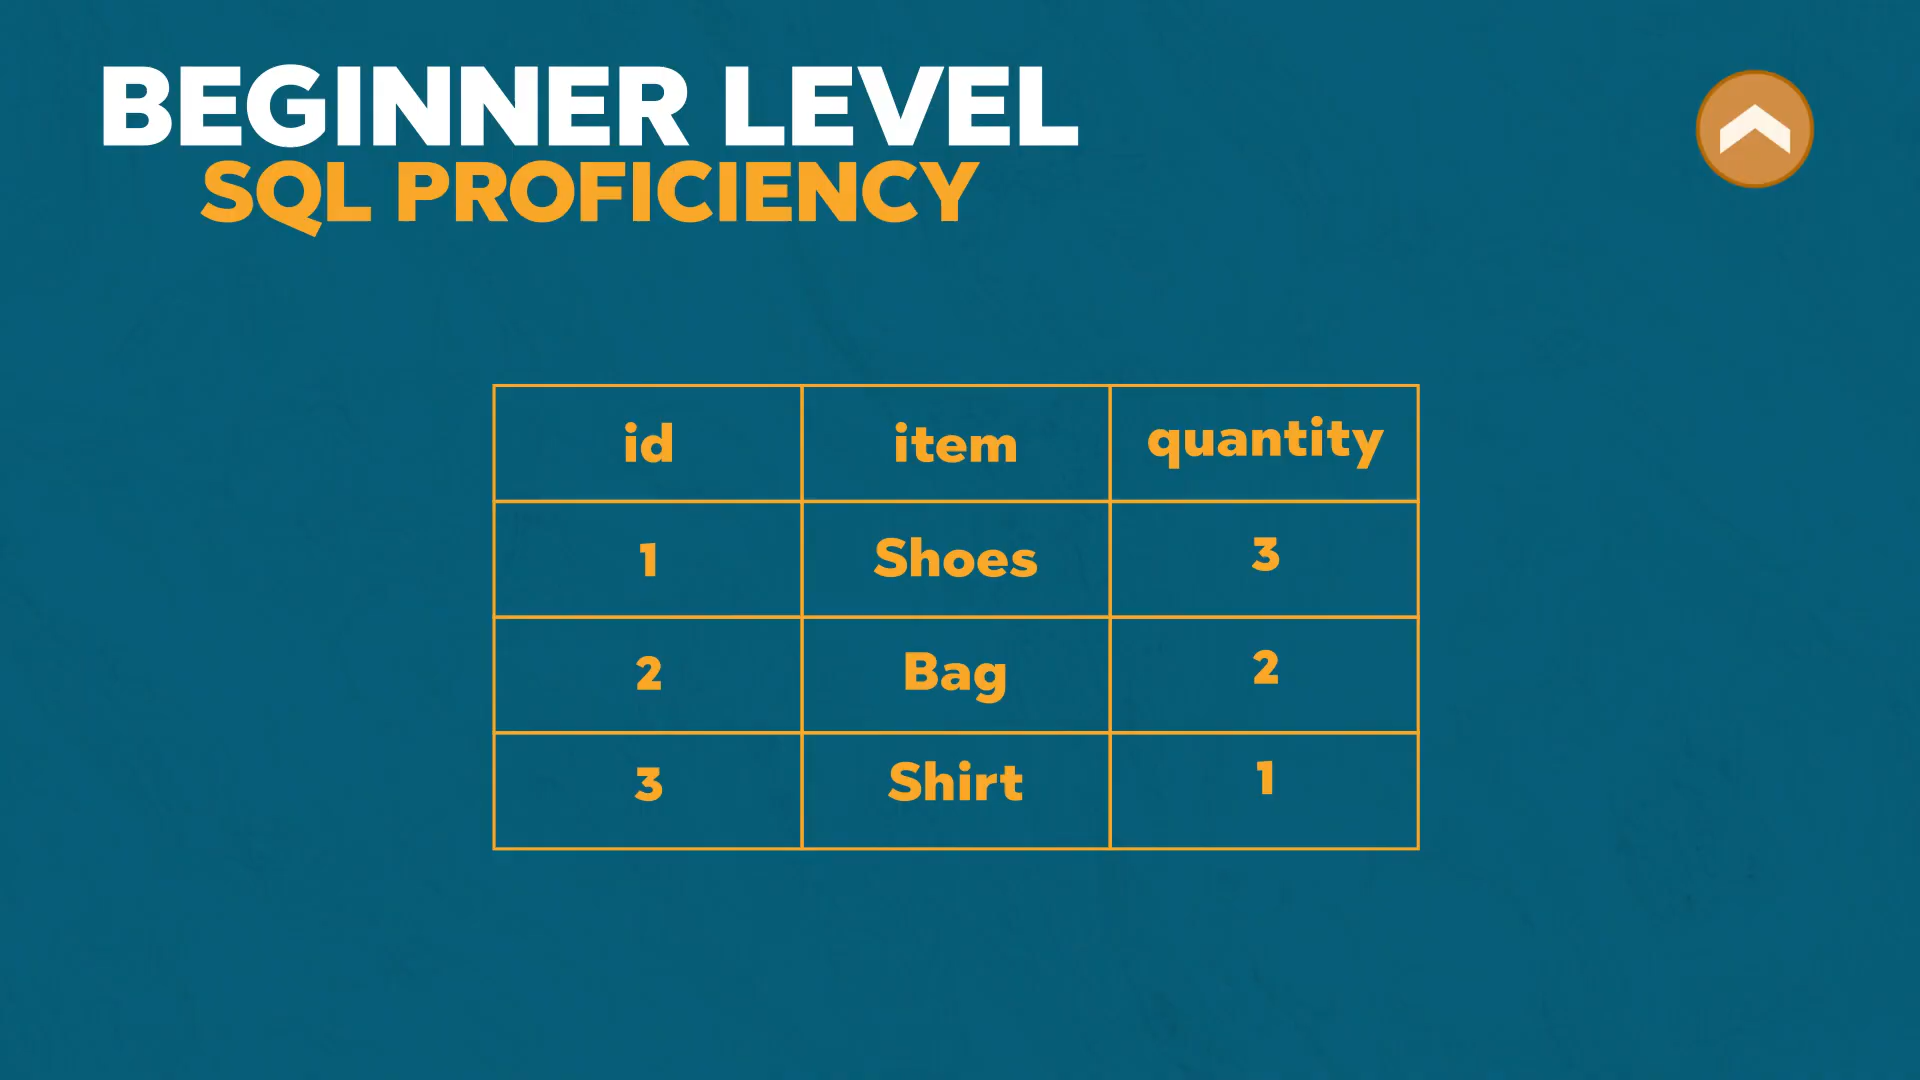 BEGINNER LEVEL
SQL PROFICIENCY
id item quantity
1 Shoes 3
2 Bag 2
3 Shirt 1